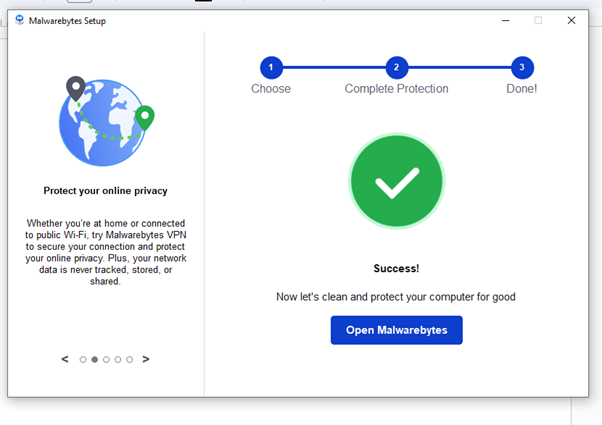 Malwarebytes Setup
1
2
3
Choose
Complete Protection
Done!
Protect your online privacy
Whether you're at home or connected
to public Wi-Fi, try Malwarebytes VPN
to secure your connection and protect
your online privacy. Plus, your network
data is never tracked, stored, or
shared.
Success!
Now let's clean and protect your computer for good
Open Malwarebytes